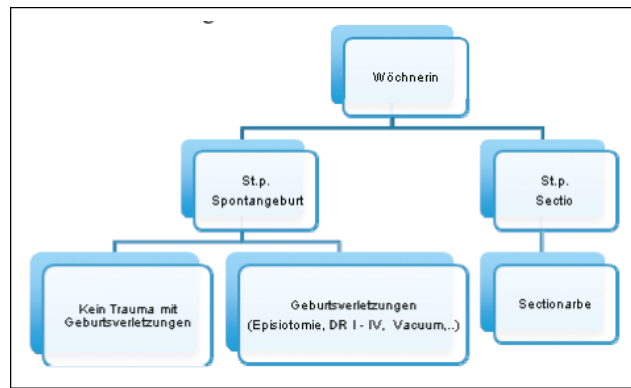 Wöchnerin
St.p.
Spontangeburt
St.p.
Sectio
Kein Trauma mit
Geburtsverletzungen
Geburtsverletzungen
(Episiotomie, DR I - IV, Vacuum,..)
Sectionarbe